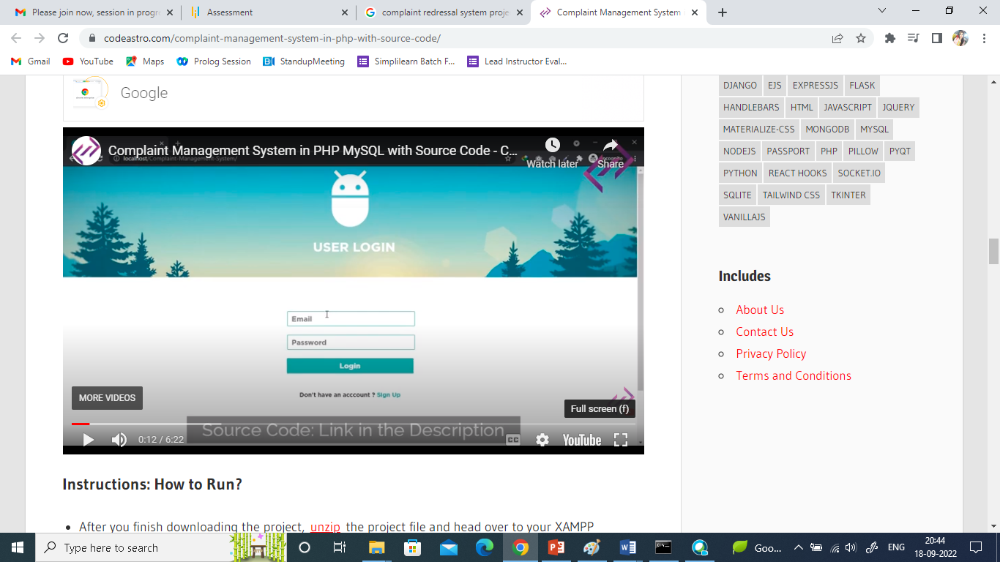 Please join now, session in progr
Assessment
complaint redressal system proje
Complaint Management System i
codeastro.com/complaint-management-system-in-php-with-source-code/
Gmail
YouTube
Maps
Prolog Session
StandupMeeting
Simplilearn Batch F...
Lead Instructor Eval...
Google
Complaint Management System in PHP MySQL with Source Code - C...
localhost/Complaint-Management-System/
Incognito
Watch later
Share
USER LOGIN
Email
Password
Login
Don't have an acccount ? Sign Up
MORE VIDEOS
Full screen (f)
Source Code: Link in the Description
0:12 / 6:22
CC
YouTube
Instructions: How to Run?
After you finish downloading the project, unzip the project file and head over to your XAMPP
DJANGO EJS EXPRESSJS FLASK
HANDLEBARS HTML JAVASCRIPT JQUERY
MATERIALIZE-CSS MONGODB MYSQL
NODEJS PASSPORT PHP PILLOW PYQT
PYTHON REACT HOOKS SOCKET.IO
SQLITE TAILWIND CSS TKINTER
VANILLAJS
Includes
About Us
Contact Us
Privacy Policy
Terms and Conditions
Type here to search
Goo...
ENG
20:44
18-09-2022